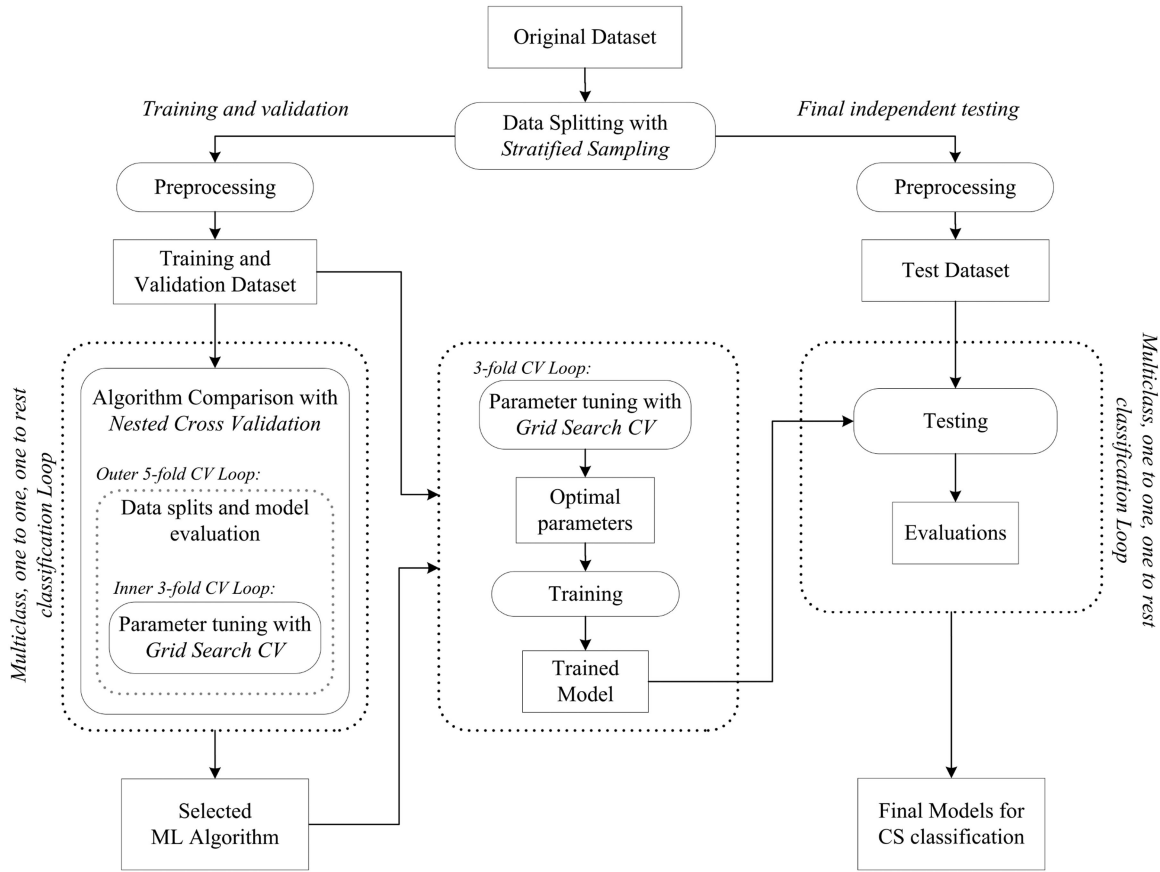 Original Dataset
Training and validation
Final independent testing
Data Splitting with
Stratified Sampling
Preprocessing
Preprocessing
Training and
Validation Dataset
Test Dataset
Multiclass, one to one, one to rest
classification Loop
Algorithm Comparison with
Nested Cross Validation
Outer 5-fold CV Loop:
Data splits and model
evaluation
Inner 3-fold CV Loop:
Parameter tuning with
Grid Search CV
3-fold CV Loop:
Parameter tuning with
Grid Search CV
Optimal
parameters
Training
Trained
Model
Testing
Evaluations
Multiclass, one to one, one to rest
classification Loop
Selected
ML Algorithm
Final Models for
CS classification